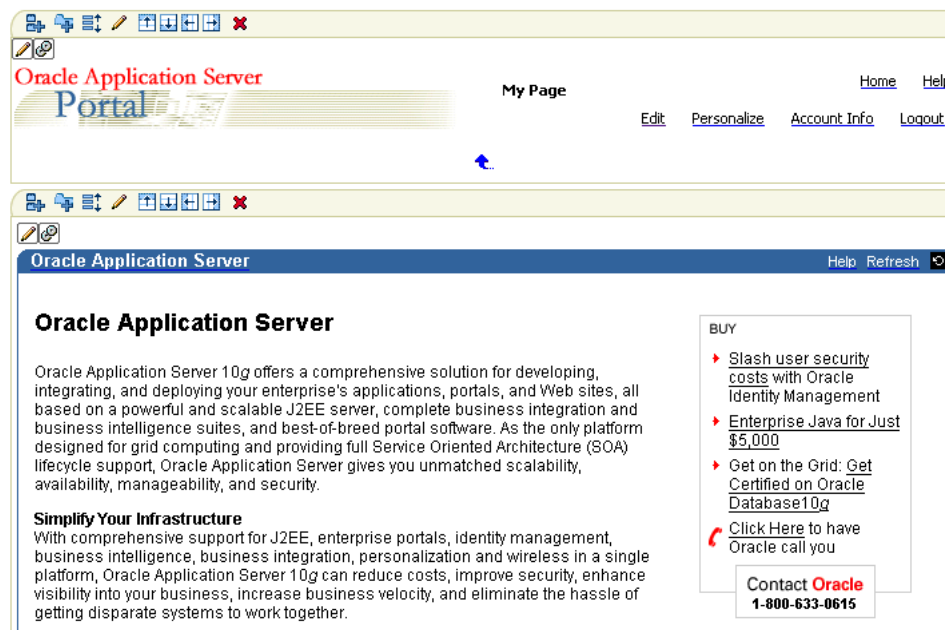 Oracle Application Server
Portal
My Page
Home Help
Edit Personalize Account Info Logout
Oracle Application Server
Help Refresh
Oracle Application Server
Oracle Application Server 10g offers a comprehensive solution for developing,
integrating, and deploying your enterprise's applications, portals, and Web sites, all
based on a powerful and scalable J2EE server, complete business integration and
business intelligence suites, and best-of-breed portal software. As the only platform
designed for grid computing and providing full Service Oriented Architecture (SOA)
lifecycle support, Oracle Application Server gives you unmatched scalability,
availability, manageability, and security.
Simplify Your Infrastructure
With comprehensive support for J2EE, enterprise portals, identity management,
business intelligence, business integration, personalization and wireless in a single
platform, Oracle Application Server 10g can reduce costs, improve security, enhance
visibility into your business, increase business velocity, and eliminate the hassle of
getting disparate systems to work together.
BUY
Slash user security
costs with Oracle
Identity Management
Enterprise Java for Just
$5,000
Get on the Grid: Get
Certified on Oracle
Database10g
Click Here to have
Oracle call you
Contact Oracle
1-800-633-0615